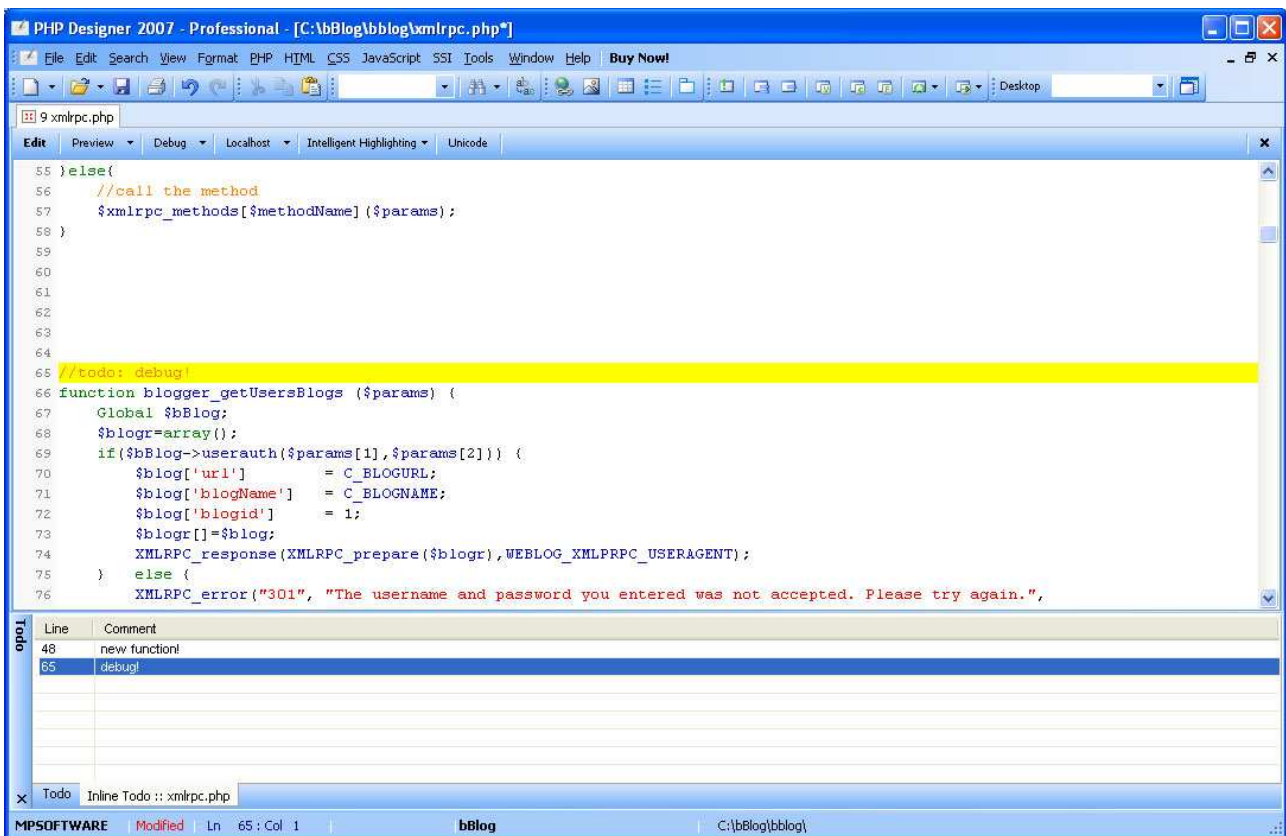 PHP Designer 2007 - Professional - [C:\bBlog\bblog\xmlrpc.php*]
File Edit Search View Format PHP HTML CSS JavaScript SSI Tools Window Help Buy Now!
Desktop
9 xmlrpc.php
Edit Preview Debug Localhost Intelligent Highlighting Unicode
55 }else{
56 //call the method
57 $xmlrpc_methods[$methodName]($params);
58 }
59
60
61
62
63
64
65 //todo: debug!
66 function blogger_getUsersBlogs ($params) {
67 Global $bBlog;
68 $blogr=array();
69 if($bBlog->userauth($params[1],$params[2])) {
70 $blog['url'] = C_BLOGURL;
71 $blog['blogName'] = C_BLOGNAME;
72 $blog['blogid'] = 1;
73 $blogr[]=$blog;
74 XMLRPC_response(XMLRPC_prepare($blogr),WEBLOG_XMLPRPC_USERAGENT);
75 } else {
76 XMLRPC_error("301", "The username and password you entered was not accepted. Please try again.",
Todo
Line Comment
48 new function!
65 debug!
Todo Inline Todo :: xmlrpc.php
MPSOFTWARE Modified Ln 65 : Col 1 bBlog C:\bBlog\bblog\